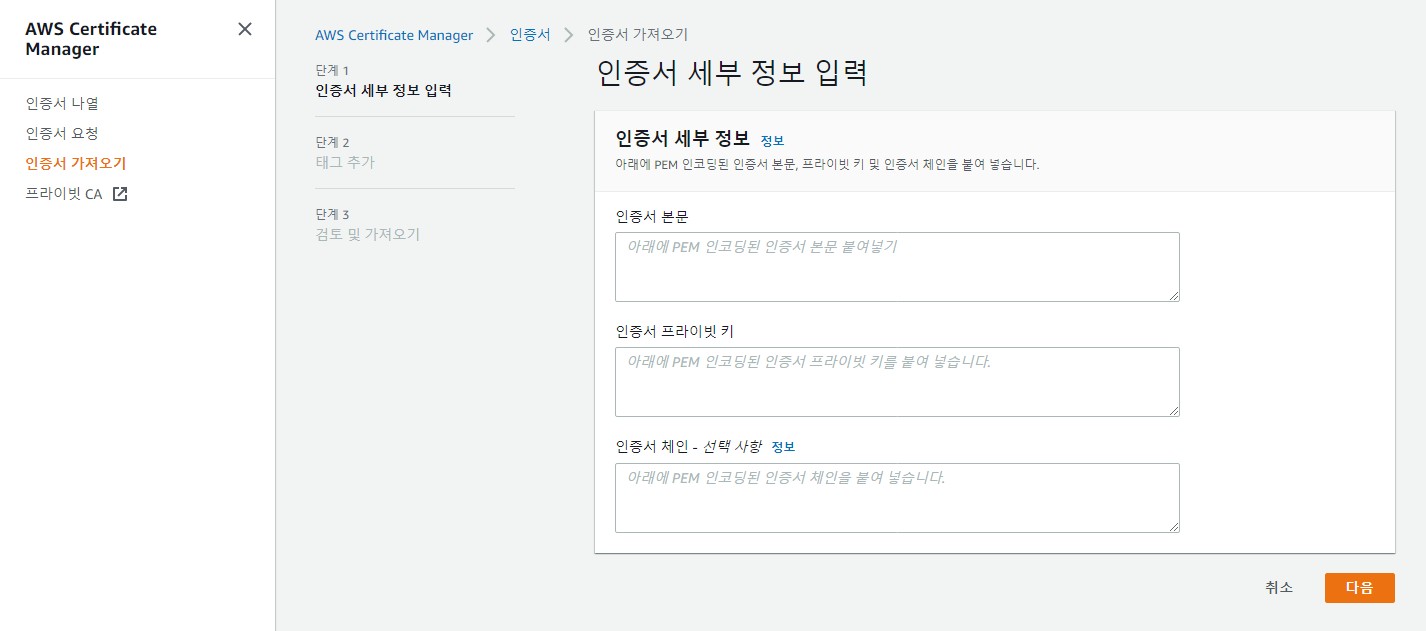 AWS Certificate
Manager
인증서 나열
인증서 요청
인증서 가져오기
프라이빗 CA
AWS Certificate Manager
인증서
인증서 가져오기
단계 1
인증서 세부 정보 입력
단계 2
태그 추가
단계 3
검토 및 가져오기
인증서 세부 정보 입력
인증서 세부 정보 정보
아래에 PEM 인코딩된 인증서 본문, 프라이빗 키 및 인증서 체인을 붙여 넣습니다.
인증서 본문
아래에 PEM 인코딩된 인증서 본문 붙여넣기
인증서 프라이빗 키
아래에 PEM 인코딩된 인증서 프라이빗 키를 붙여 넣습니다.
인증서 체인 - 선택 사항 정보
아래에 PEM 인코딩된 인증서 체인을 붙여 넣습니다.
취소 다음